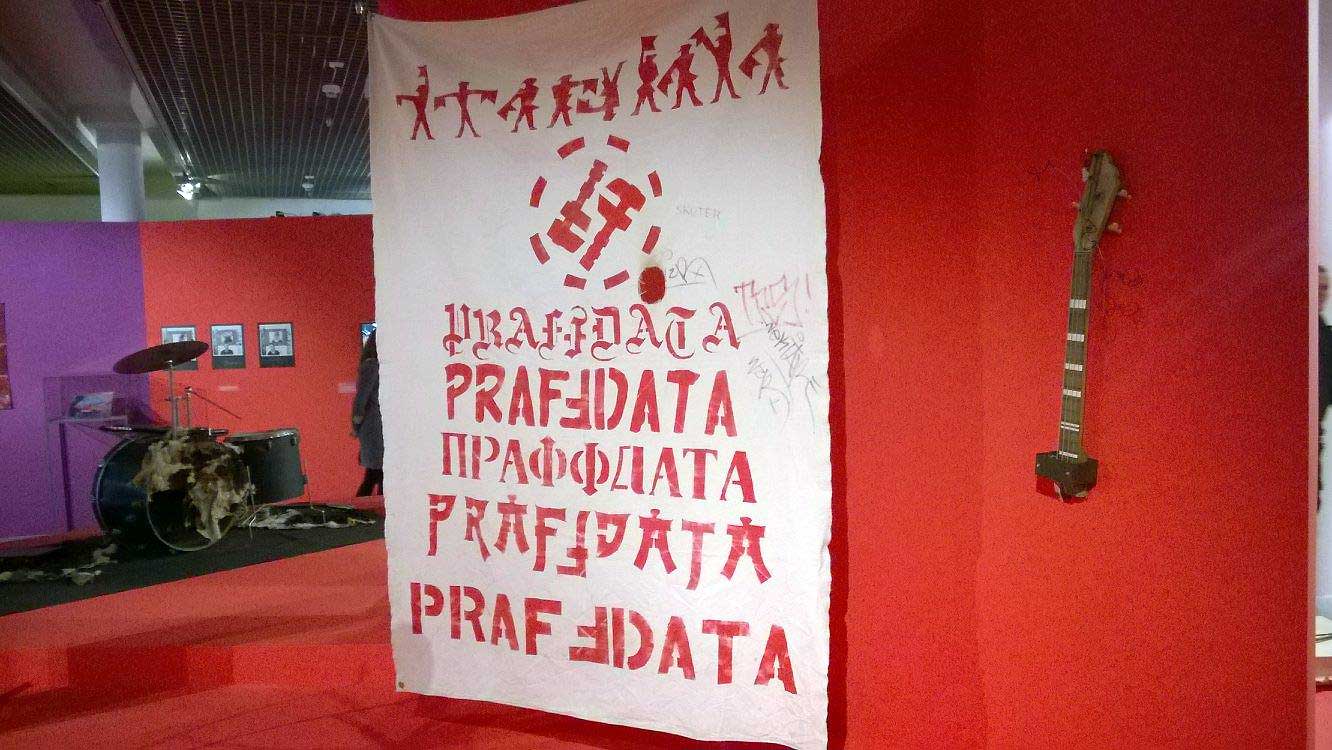 SKUTER
PRAFFDATA
PRAFFDATA
ПРАФФДАТА
PRAFFDATA
PRAFFDATA